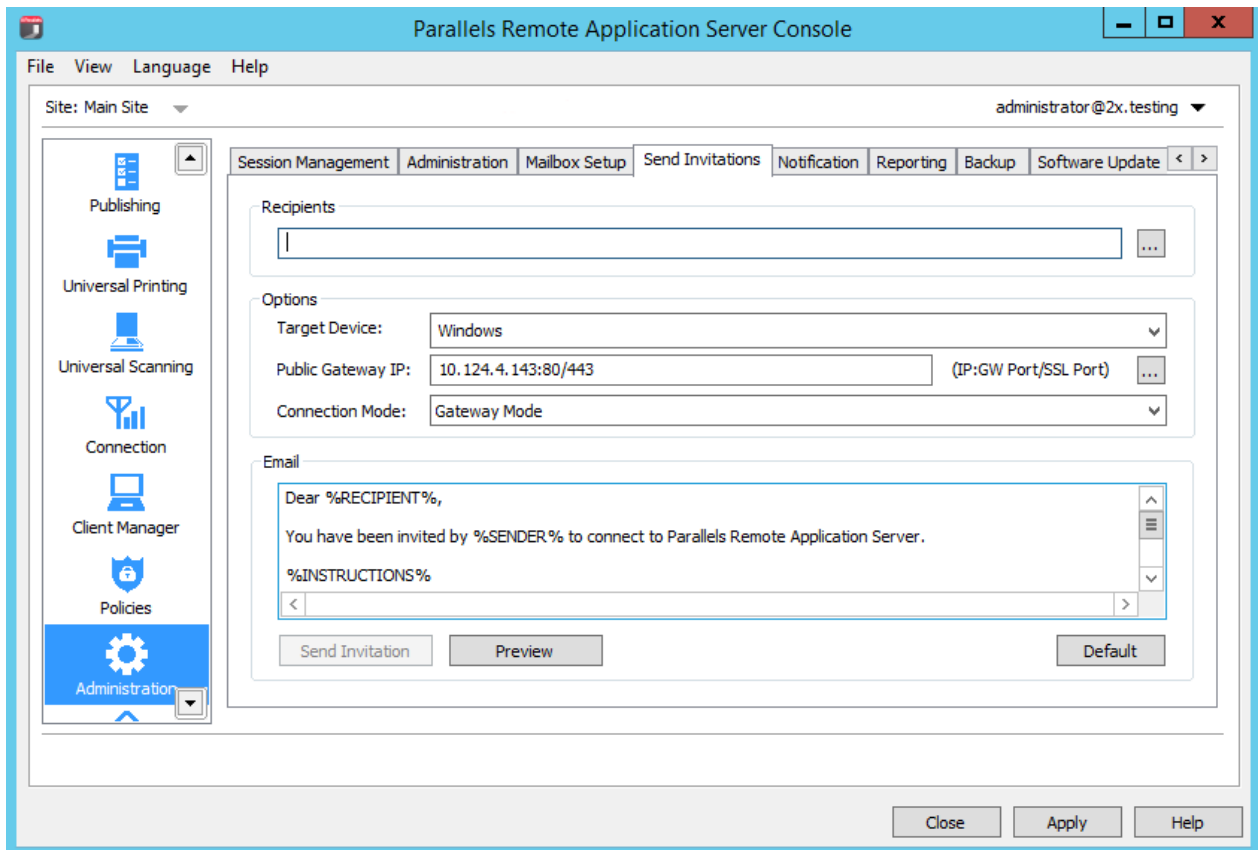 Parallels Remote Application Server Console
File View Language Help
Site: Main Site
administrator@2x.testing
Publishing
Universal Printing
Universal Scanning
Connection
Client Manager
Policies
Administration
Session Management Administration Mailbox Setup Send Invitations Notification Reporting Backup Software Update
Recipients
...
Options
Target Device: Windows
Public Gateway IP: 10.124.4.143:80/443 (IP:GW Port/SSL Port) ...
Connection Mode: Gateway Mode
Email
Dear %RECIPIENT%,
You have been invited by %SENDER% to connect to Parallels Remote Application Server.
%INSTRUCTIONS%
Send Invitation Preview Default
Close Apply Help